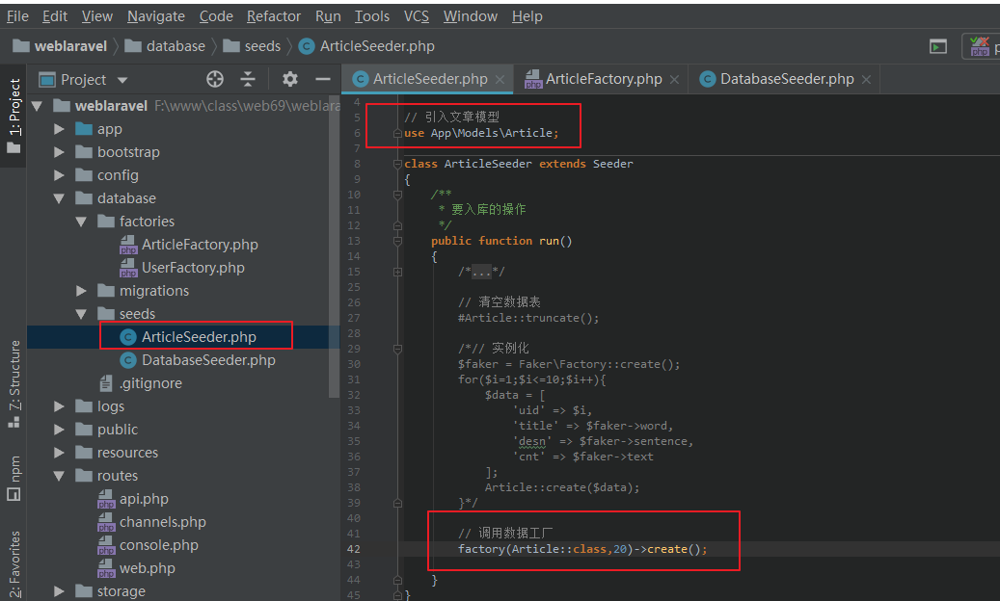 File Edit View Navigate Code Refactor Run Tools VCS Window Help
weblaravel database seeds ArticleSeeder.php
Project
ArticleSeeder.php ArticleFactory.php DatabaseSeeder.php
1: Project
Z: Structure
npm
2: Favorites
weblaravel F:\www\class\web69\weblara
app
bootstrap
config
database
factories
php ArticleFactory.php
php UserFactory.php
migrations
seeds
ArticleSeeder.php
DatabaseSeeder.php
.gitignore
logs
public
resources
routes
php api.php
php channels.php
php console.php
php web.php
storage
4
5 // 引入文章模型
6 use App\Models\Article;
7
8 class ArticleSeeder extends Seeder
9 {
10 /**
11 * 要入库的操作
12 */
13 public function run()
14 {
15 /*...*/
25
26 // 清空数据表
27 #Article::truncate();
28
29 /*// 实例化
30 $faker = Faker\Factory::create();
31 for($i=1;$i<=10;$i++){
32 $data = [
33 'uid' => $i,
34 'title' => $faker->word,
35 'desn' => $faker->sentence,
36 'cnt' => $faker->text
37 ];
38 Article::create($data);
39 }*/
40
41 // 调用数据工厂
42 factory(Article::class,20)->create();
43
44 }
45 }